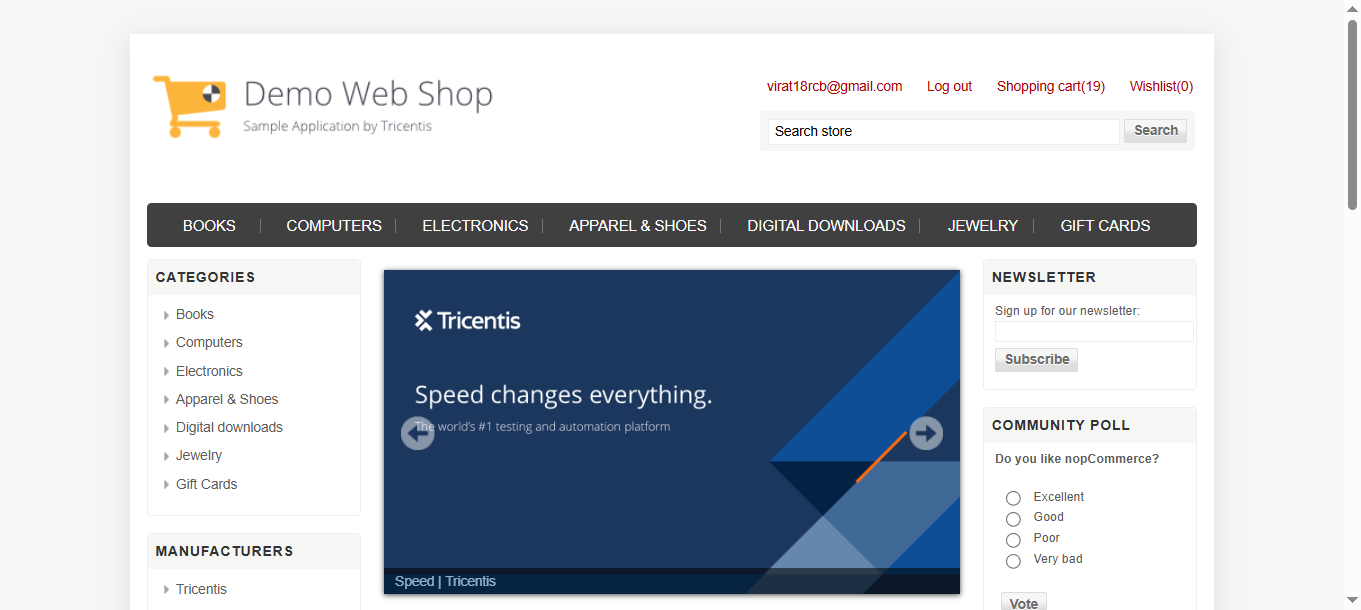 Demo Web Shop
Sample Application by Tricentis
virat18rcb@gmail.com Log out Shopping cart(19) Wishlist(0)
Search store Search
BOOKS COMPUTERS ELECTRONICS APPAREL & SHOES DIGITAL DOWNLOADS JEWELRY GIFT CARDS
CATEGORIES
Books
Computers
Electronics
Apparel & Shoes
Digital downloads
Jewelry
Gift Cards
MANUFACTURERS
Tricentis
Tricentis
Speed changes everything.
The world's #1 testing and automation platform
Speed | Tricentis
NEWSLETTER
Sign up for our newsletter:
Subscribe
COMMUNITY POLL
Do you like nopCommerce?
Excellent
Good
Poor
Very bad
Vote